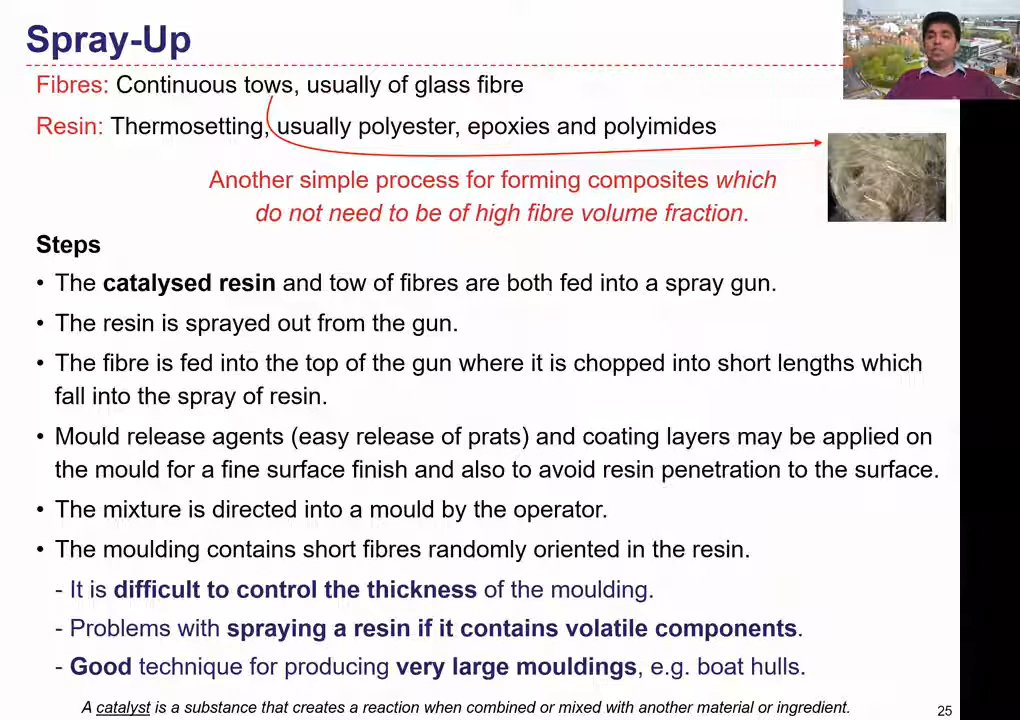 Spray-Up
Fibres: Continuous tows, usually of glass fibre
Resin: Thermosetting, usually polyester, epoxies and polyimides
Another simple process for forming composites which
do not need to be of high fibre volume fraction.
Steps
• The catalysed resin and tow of fibres are both fed into a spray gun.
• The resin is sprayed out from the gun.
• The fibre is fed into the top of the gun where it is chopped into short lengths which
fall into the spray of resin.
• Mould release agents (easy release of prats) and coating layers may be applied on
the mould for a fine surface finish and also to avoid resin penetration to the surface.
• The mixture is directed into a mould by the operator.
• The moulding contains short fibres randomly oriented in the resin.
- It is difficult to control the thickness of the moulding.
- Problems with spraying a resin if it contains volatile components.
- Good technique for producing very large mouldings, e.g. boat hulls.
A catalyst is a substance that creates a reaction when combined or mixed with another material or ingredient.
25